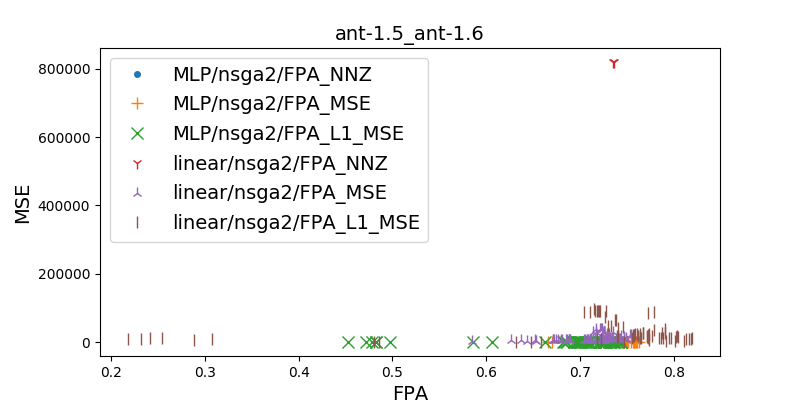 ant-1.5_ant-1.6
800000
600000
400000
200000
0
MSE
MLP/nsga2/FPA_NNZ
MLP/nsga2/FPA_MSE
MLP/nsga2/FPA_L1_MSE
linear/nsga2/FPA_NNZ
linear/nsga2/FPA_MSE
linear/nsga2/FPA_L1_MSE
0.2 0.3 0.4 0.5 0.6 0.7 0.8
FPA